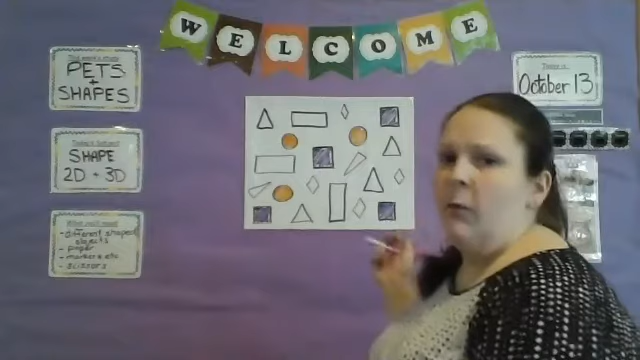 WELCOME
PETS
+
SHAPES
SHAPE
2D + 3D
October 13
-different shaped
objects
-paper
-markers etc.
-scissors